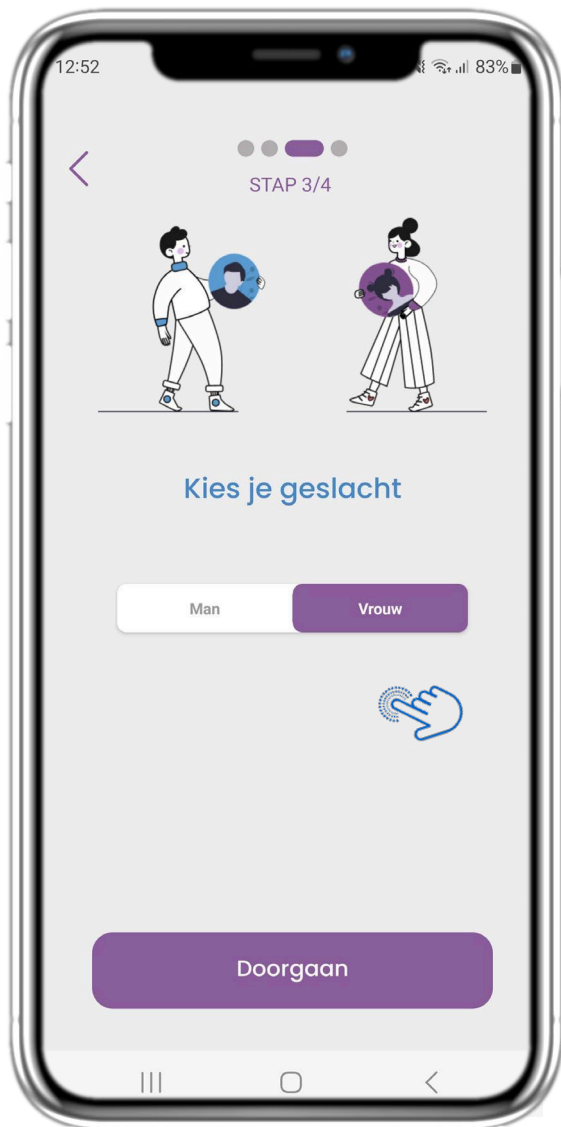 12:52
83%
STAP 3/4
Kies je geslacht
Man
Vrouw
Doorgaan